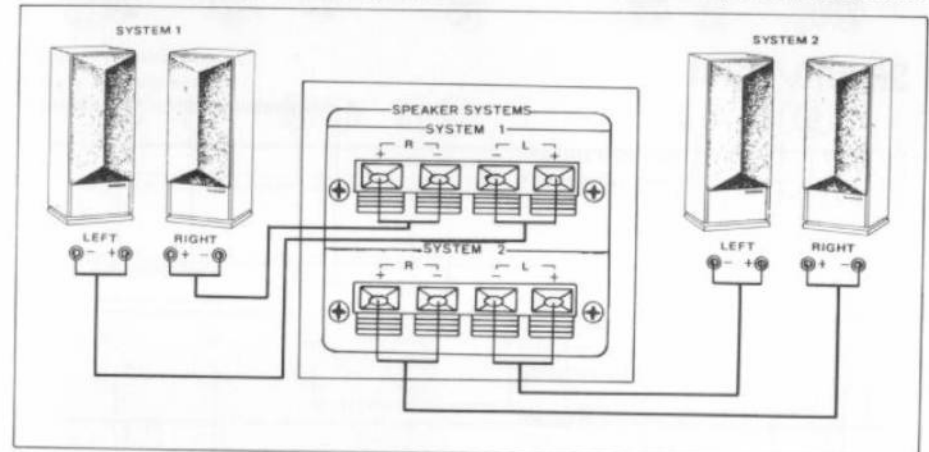 SYSTEM 1
SYSTEM 2
SPEAKER SYSTEMS
SYSTEM 1
R L
+ - - +
LEFT RIGHT
- + + -
SYSTEM 2
R L
+ - - +
LEFT RIGHT
- + + -